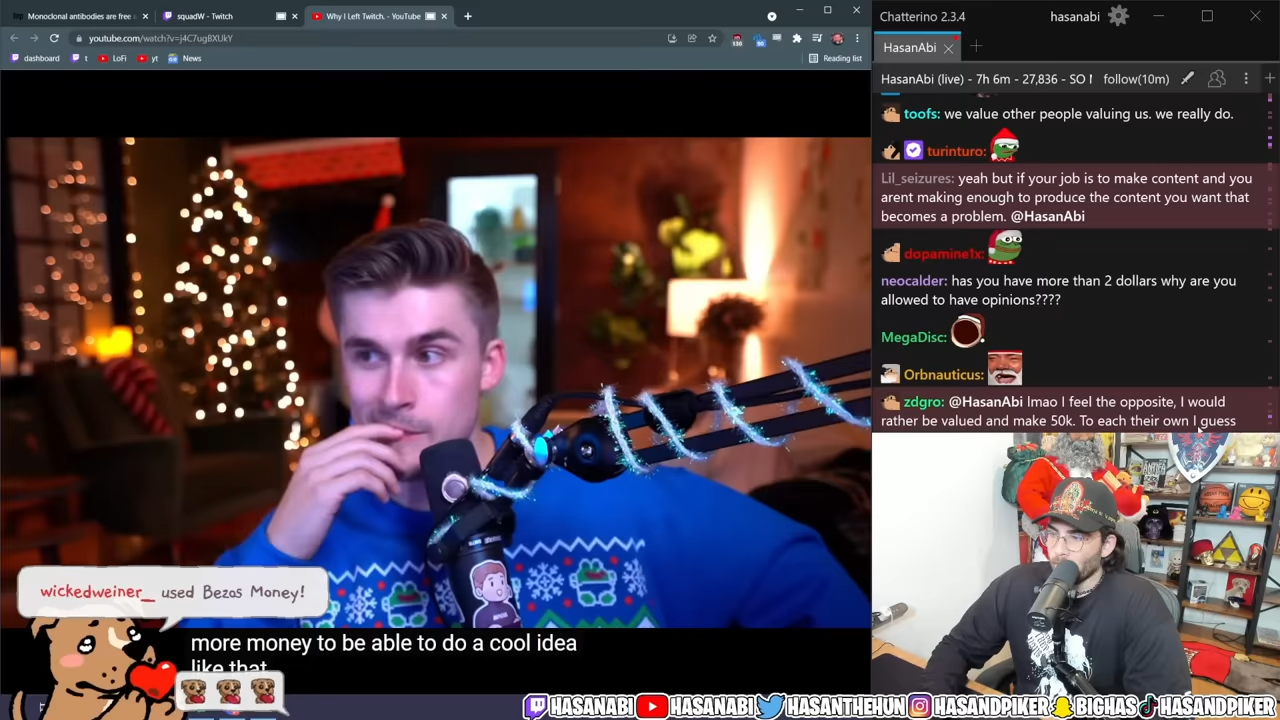 Monoclonal antibodies are free
squadW - Twitch
Why I Left Twitch. - YouTube
youtube.com/watch?v=j4C7ugBXUkY
130
90
dashboard
t
LoFi
yt
News
Reading list
wickedweiner_ used Bezos Money!
more money to be able to do a cool idea
like that
Chatterino 2.3.4
hasanabi
HasanAbi
HasanAbi (live) - 7h 6m - 27,836 - SO
follow(10m)
toofs: we value other people valuing us. we really do.
turinturo:
Lil_seizures: yeah but if your job is to make content and you
arent making enough to produce the content you want that
becomes a problem. @HasanAbi
dopamine1x:
neocalder: has you have more than 2 dollars why are you
allowed to have opinions????
MegaDisc:
Orbnauticus:
zdgro: @HasanAbi lmao I feel the opposite, I would
rather be valued and make 50k. To each their own I guess
HASANABI
HASANABI
HASANTHEHUN
HASANDPIKER
BIGHAS
HASANDPIKER